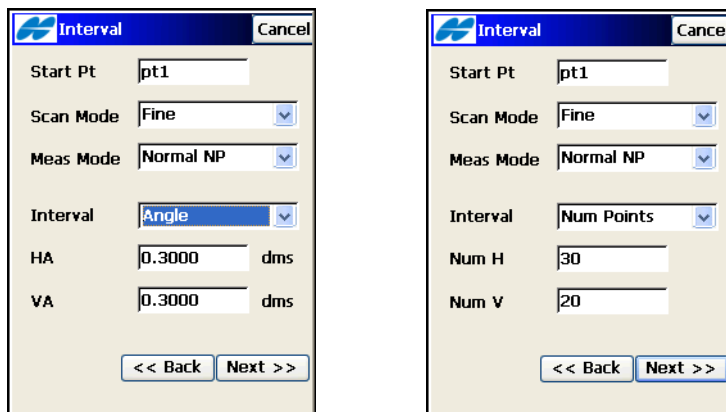 Interval Cancel
Start Pt pt1
Scan Mode Fine
Meas Mode Normal NP
Interval Angle
HA 0.3000 dms
VA 0.3000 dms
<< Back Next >>
Interval Cance
Start Pt pt1
Scan Mode Fine
Meas Mode Normal NP
Interval Num Points
Num H 30
Num V 20
<< Back Next >>